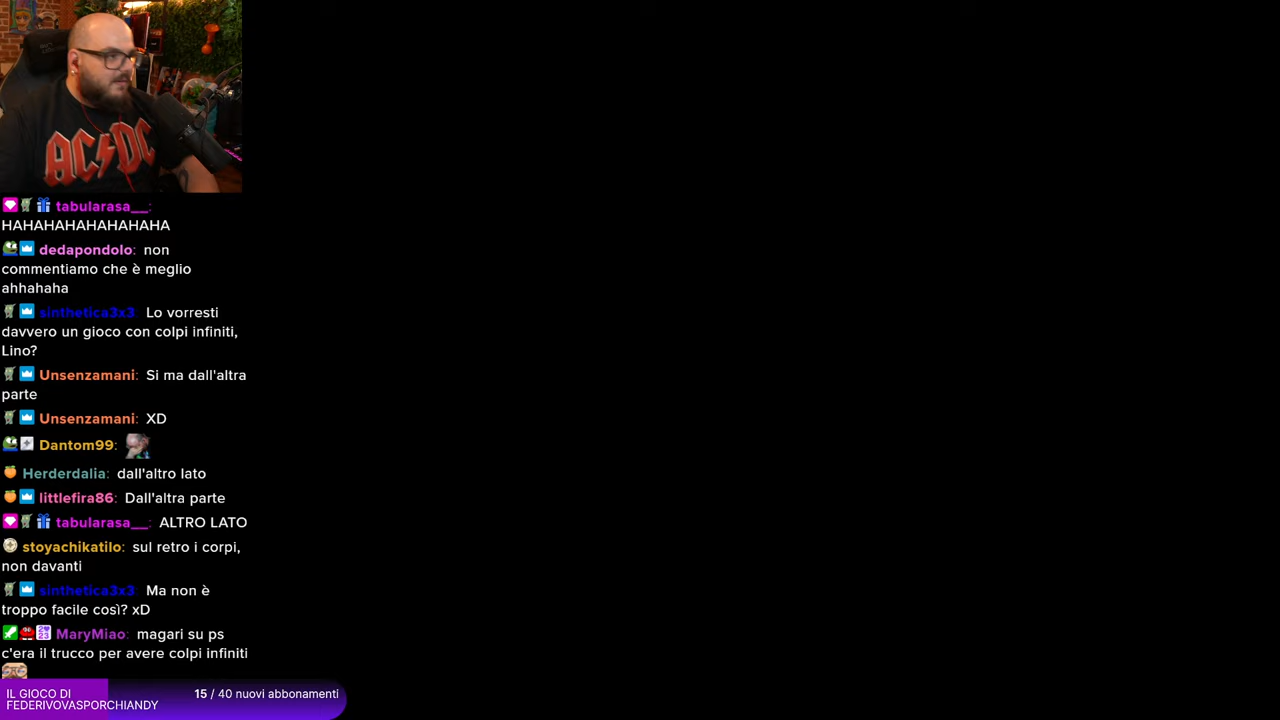 AC DC
tabularasa__:
HAHAHAHAHAHAHAHA
dedapondolo: non
commentiamo che è meglio
ahhahaha
sinthetica3x3: Lo vorresti
davvero un gioco con colpi infiniti,
Lino?
Unsenzamani: Si ma dall'altra
parte
Unsenzamani: XD
Dantom99:
Herderdalia: dall'altro lato
littlefira86: Dall'altra parte
tabularasa__: ALTRO LATO
stoyachikatilo: sul retro i corpi,
non davanti
sinthetica3x3: Ma non è
troppo facile così? xD
MaryMiao: magari su ps
c'era il trucco per avere colpi infiniti
IL GIOCO DI
FEDERIVOVASPORCHIANDY
15 / 40 nuovi abbonamenti